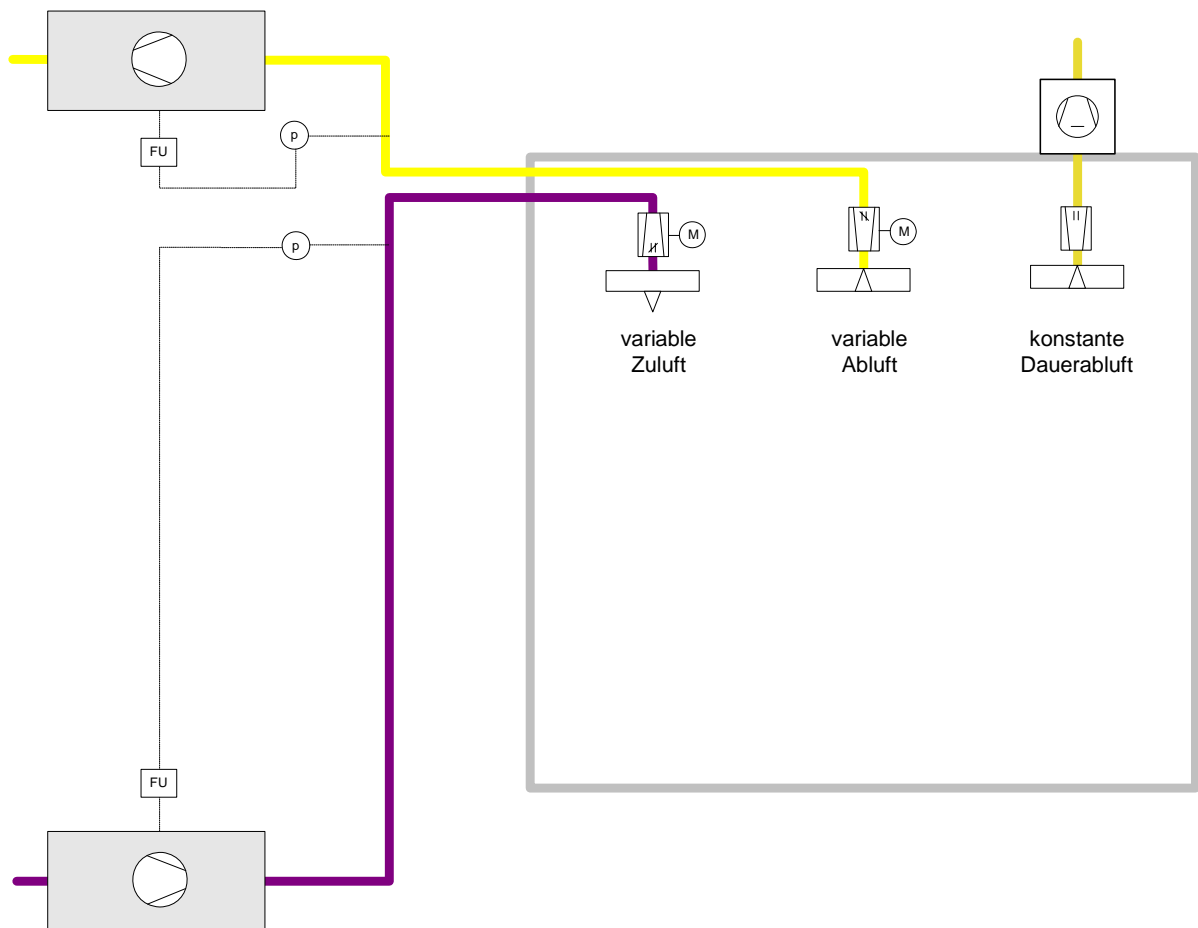 p
FU
M
M
p
variable
Zuluft
variable
Abluft
konstante
Dauerabluft
FU